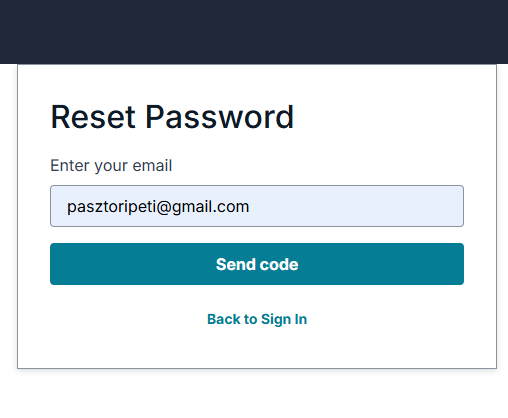 Reset Password
Enter your email
pasztoripeti@gmail.com
Send code
Back to Sign In